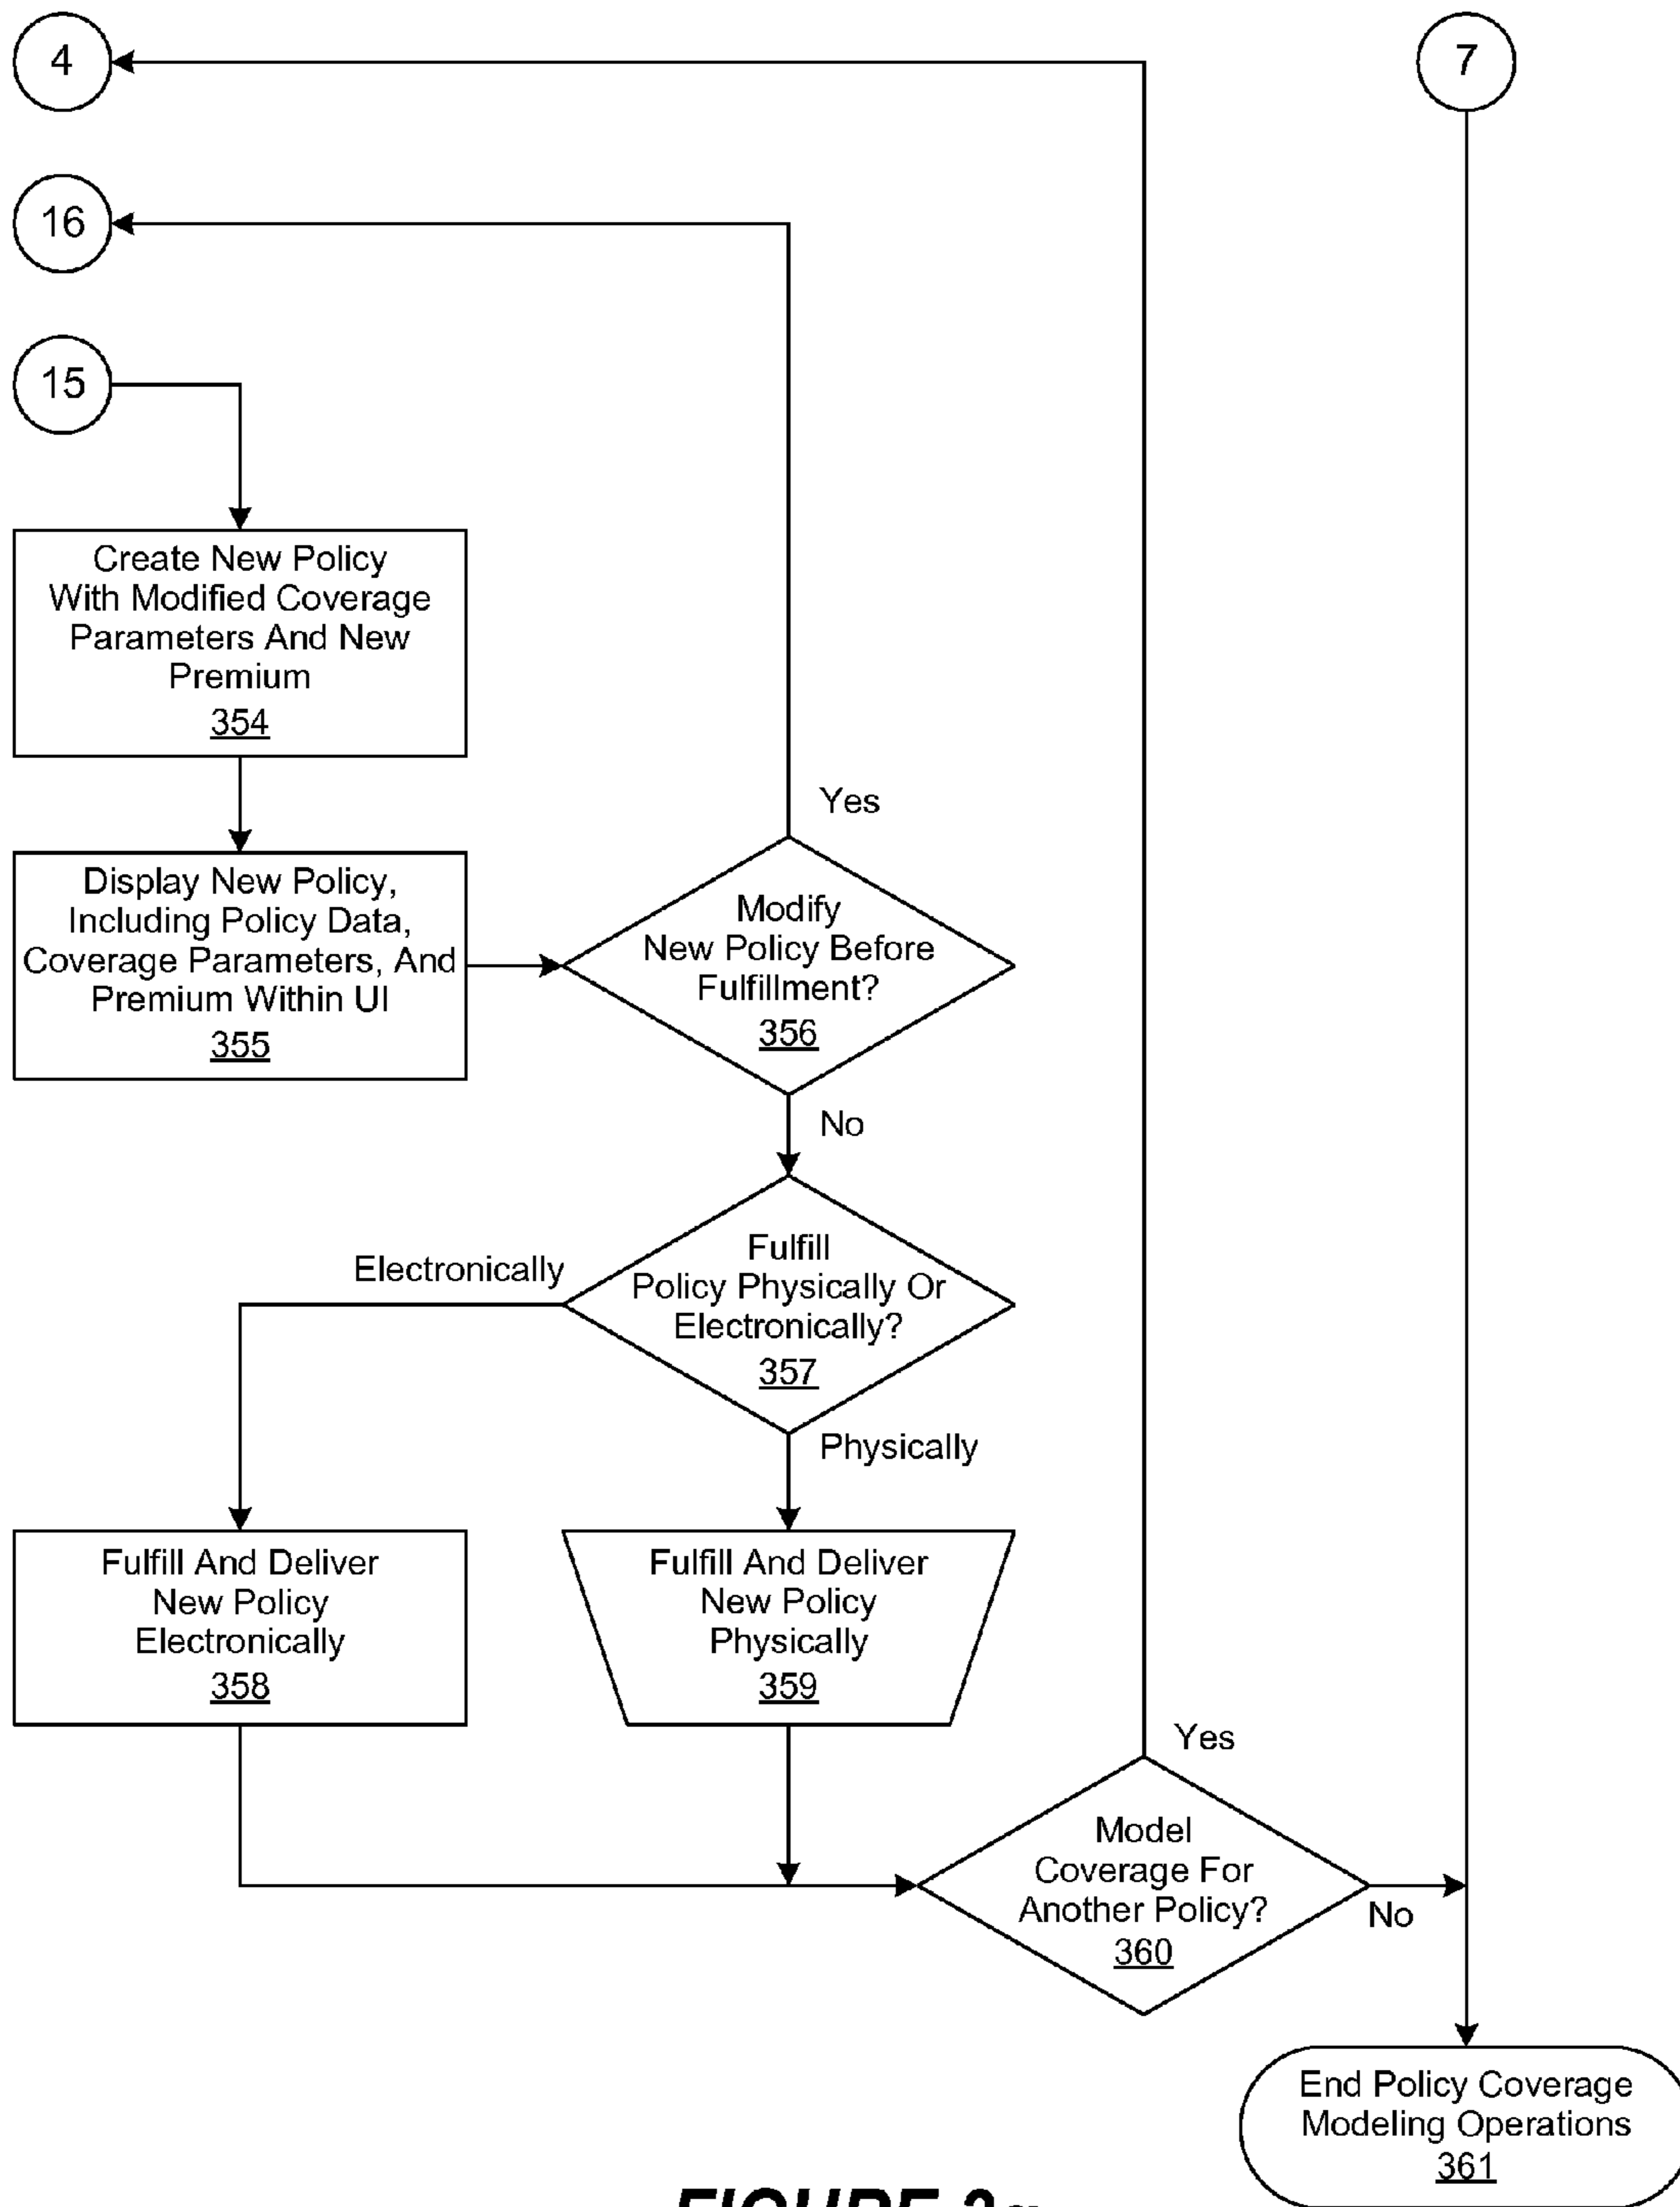 4
7
16
15
Create New Policy
With Modified Coverage
Parameters And New
Premium
354
Yes
Display New Policy,
Including Policy Data,
Coverage Parameters, And
Premium Within UI
355
Modify
New Policy Before
Fulfillment?
356
No
Fulfill
Policy Physically Or
Electronically?
357
Electronically
Physically
Fulfill And Deliver
New Policy
Electronically
358
Fulfill And Deliver
New Policy
Physically
359
Yes
Model
Coverage For
Another Policy?
360
No
End Policy Coverage
Modeling Operations
361
FIGURE